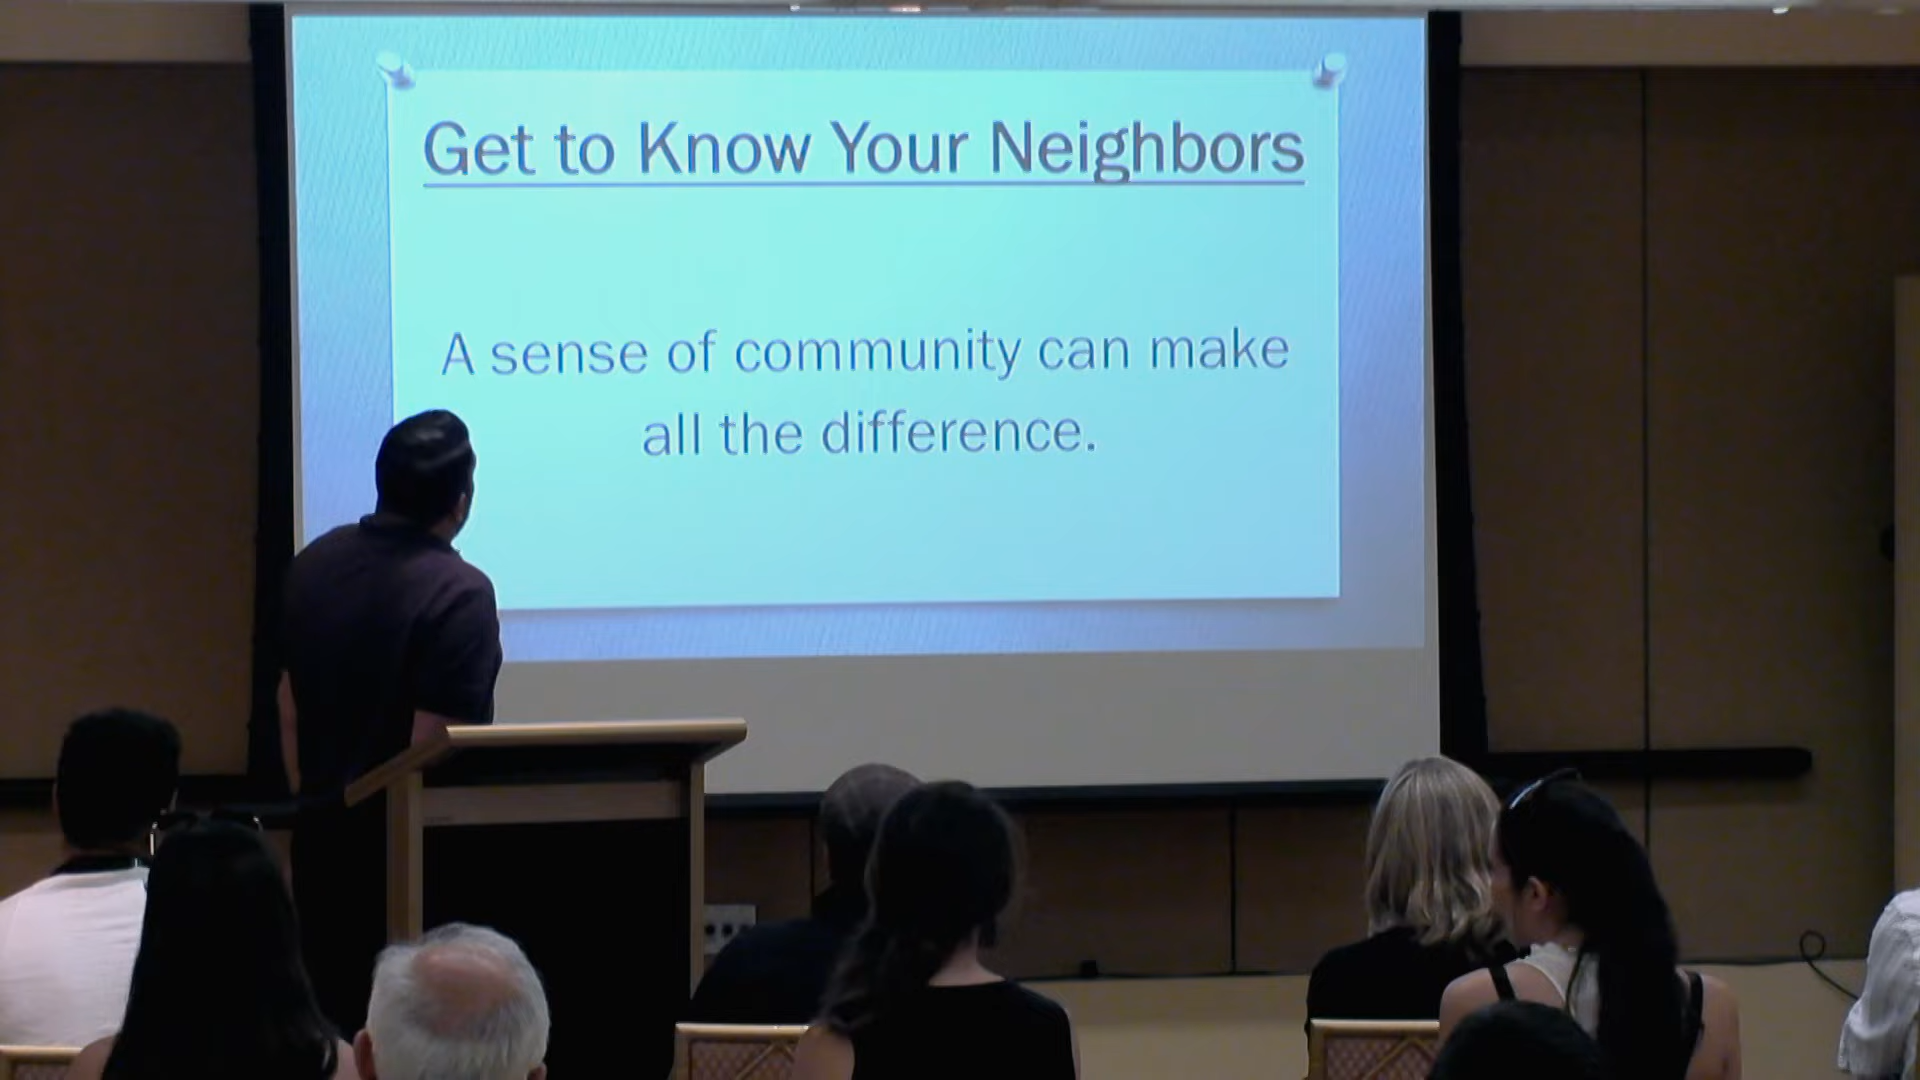 Get to Know Your Neighbors
A sense of community can make
all the difference.